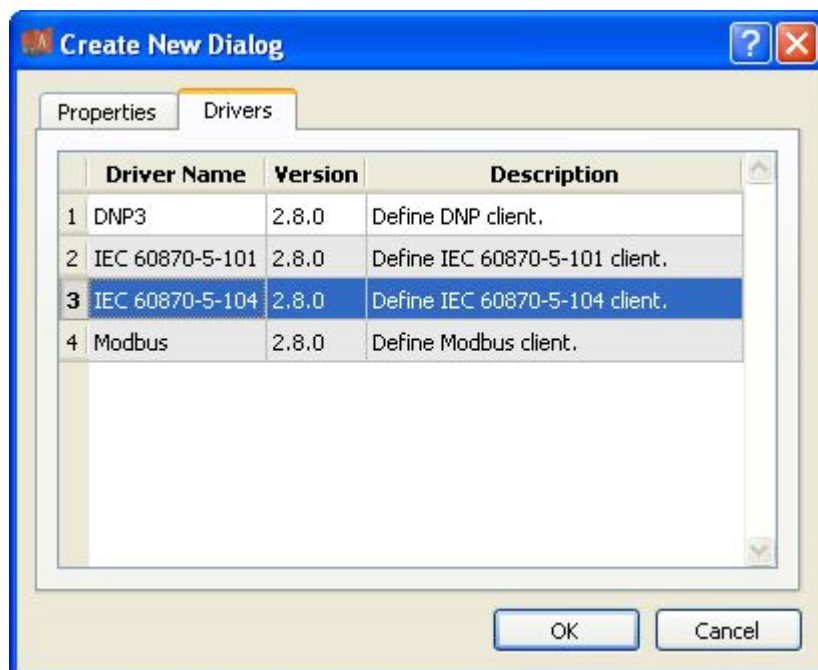 Create New Dialog
Properties Drivers
Driver Name Version Description
1 DNP3 2.8.0 Define DNP client.
2 IEC 60870-5-101 2.8.0 Define IEC 60870-5-101 client.
3 IEC 60870-5-104 2.8.0 Define IEC 60870-5-104 client.
4 Modbus 2.8.0 Define Modbus client.
OK Cancel